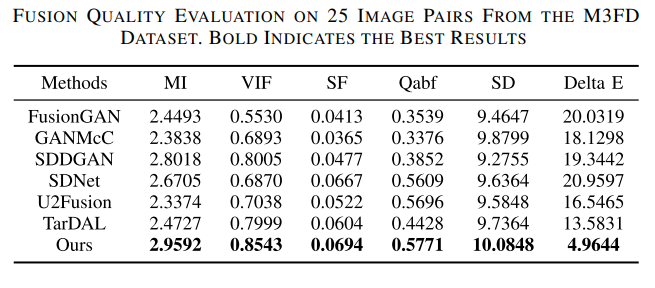 FUSION QUALITY EVALUATION ON 25 IMAGE PAIRS FROM THE M3FD
DATASET. BOLD INDICATES THE BEST RESULTS
Methods MI VIF SF Qabf SD Delta E
FusionGAN 2.4493 0.5530 0.0413 0.3539 9.4647 20.0319
GANMcC 2.3838 0.6893 0.0365 0.3376 9.8799 18.1298
SDDGAN 2.8018 0.8005 0.0477 0.3852 9.2755 19.3442
SDNet 2.6705 0.6870 0.0667 0.5609 9.6364 20.9597
U2Fusion 2.3374 0.7038 0.0522 0.5696 9.5848 16.5465
TarDAL 2.4727 0.7999 0.0604 0.4428 9.7364 13.5831
Ours 2.9592 0.8543 0.0694 0.5771 10.0848 4.9644